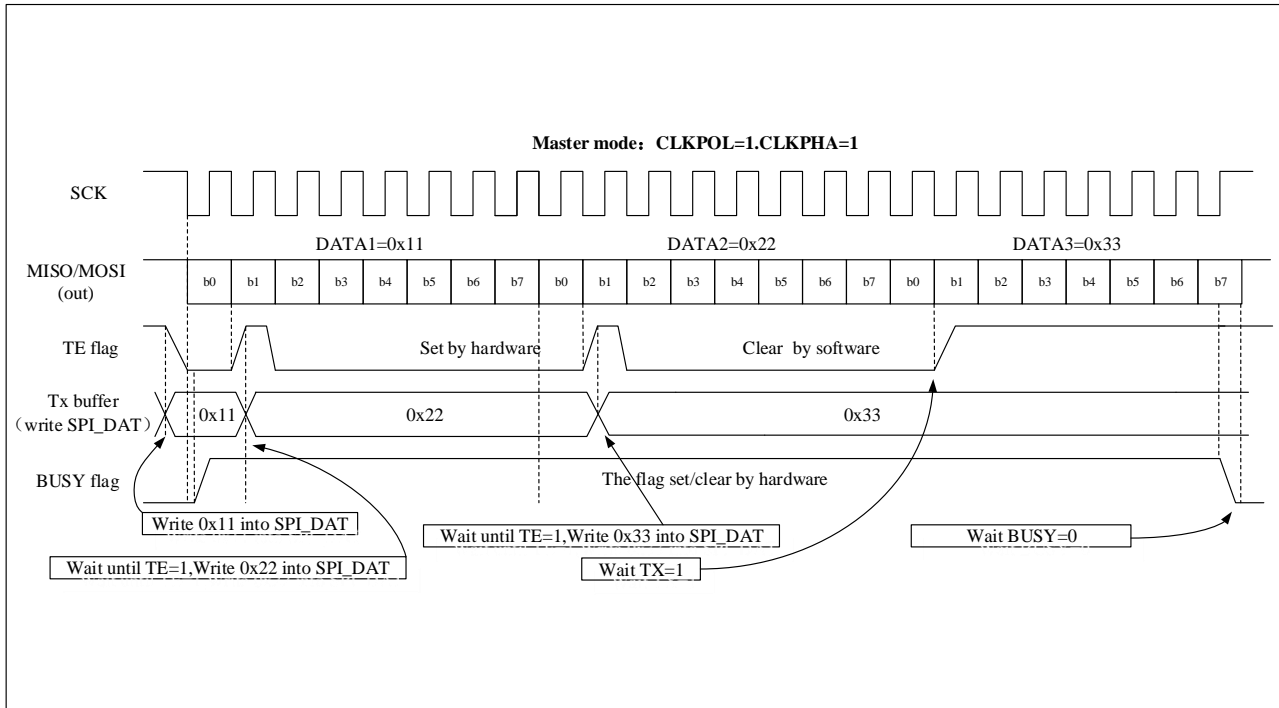 Master mode：CLKPOL=1.CLKPHA=1
SCK
DATA1=0x11 DATA2=0x22 DATA3=0x33
MISO/MOSI
(out)
b0 b1 b2 b3 b4 b5 b6 b7 b0 b1 b2 b3 b4 b5 b6 b7 b0 b1 b2 b3 b4 b5 b6 b7
TE flag
Set by hardware
Clear by software
Tx buffer
（write SPI_DAT）
0x11 0x22 0x33
BUSY flag
The flag set/clear by hardware
Write 0x11 into SPI_DAT
Wait until TE=1,Write 0x33 into SPI_DAT
Wait BUSY=0
Wait until TE=1,Write 0x22 into SPI_DAT
Wait TX=1